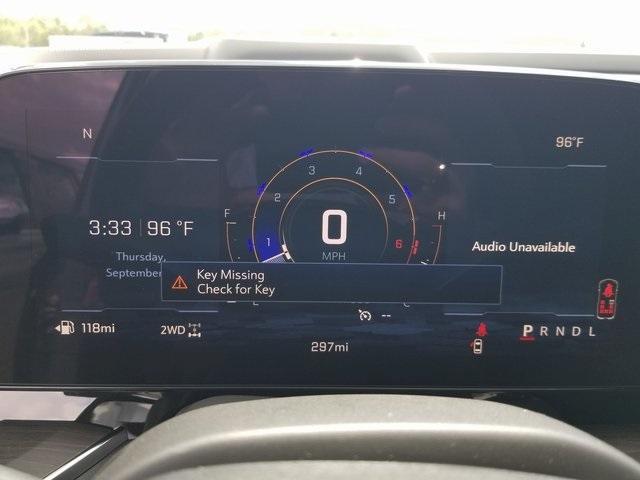 N
96°F
3 4
2 5
F H
3:33 96 °F
0
1 6
MPH
Audio Unavailable
Thursday,
September
Key Missing
Check for Key
E C
118mi 2WD --
P R N D L
297mi